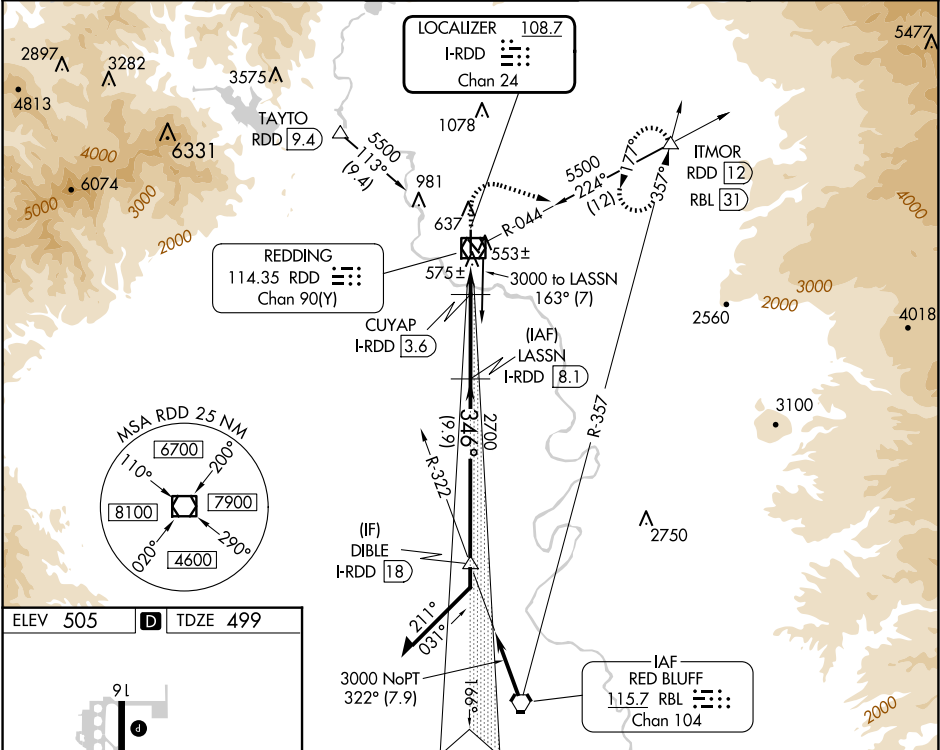 LOCALIZER 108.7
I-RDD
Chan 24
5477
2897
3282
3575
4813
TAYTO
RDD 9.4
1078
6331
4000
6074
5000
3000
2000
5500
113°
(9.4)
981
637
5500
224°
(12)
R-044
177°
357°
ITMOR
RDD 12
RBL 31
4000
REDDING
114.35 RDD
Chan 90(Y)
575±
553±
3000 to LASSN
163° (7)
CUYAP
I-RDD 3.6
(IAF)
LASSN
I-RDD 8.1
2560
2000
3000
4018
3100
R-357
346°
2700
(9.9)
R-322
MSA RDD 25 NM
6700
110°
200°
8100
7900
020°
290°
4600
2750
(IF)
DIBLE
I-RDD 18
211°
031°
166°
3000 NoPT
322° (7.9)
IAF
RED BLUFF
115.7 RBL
Chan 104
2000
ELEV 505 D TDZE 499
16
P